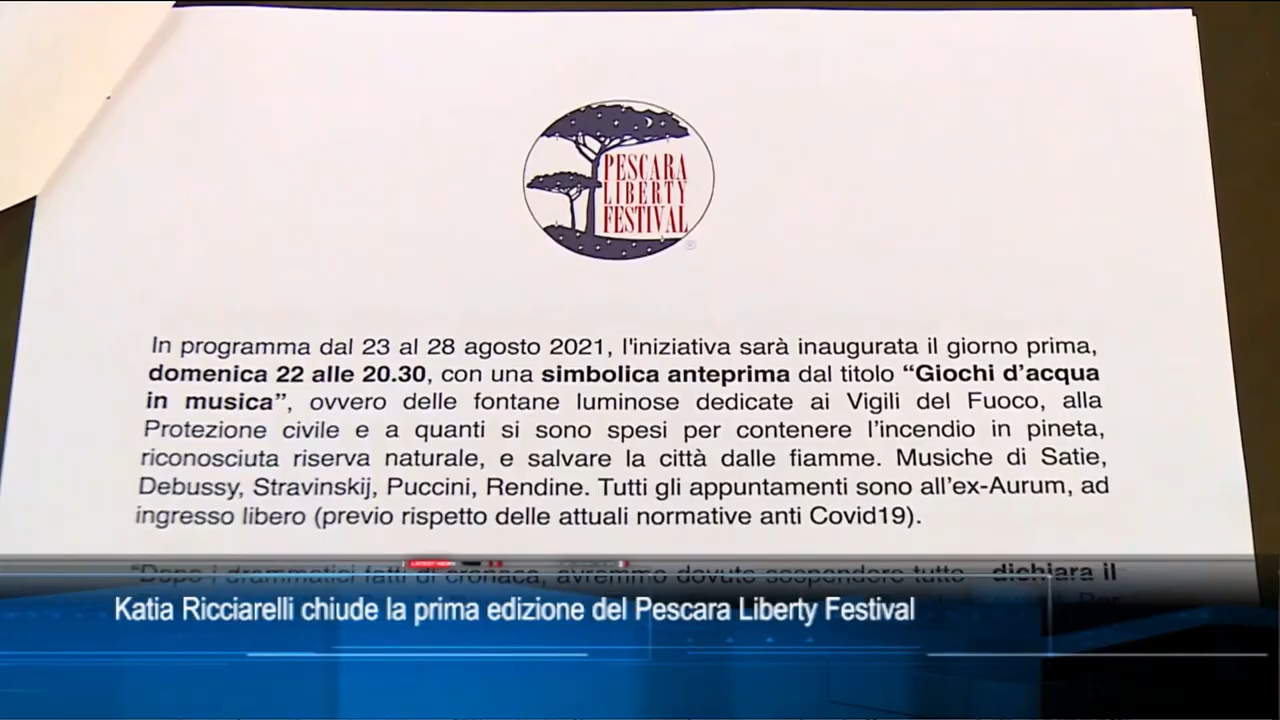 PESCARA
LIBERTY
FESTIVAL
®
In programma dal 23 al 28 agosto 2021, l'iniziativa sarà inaugurata il giorno prima,
domenica 22 alle 20.30, con una simbolica anteprima dal titolo “Giochi d’acqua
in musica”, ovvero delle fontane luminose dedicate ai Vigili del Fuoco, alla
Protezione civile e a quanti si sono spesi per contenere l’incendio in pineta,
riconosciuta riserva naturale, e salvare la città dalle fiamme. Musiche di Satie,
Debussy, Stravinskij, Puccini, Rendine. Tutti gli appuntamenti sono all’ex-Aurum, ad
ingresso libero (previo rispetto delle attuali normative anti Covid19).
LATEST NEWS
“Dopo i drammatici fatti di cronaca, avremmo dovuto sospendere tutto – dichiara il
Katia Ricciarelli chiude la prima edizione del Pescara Liberty Festival